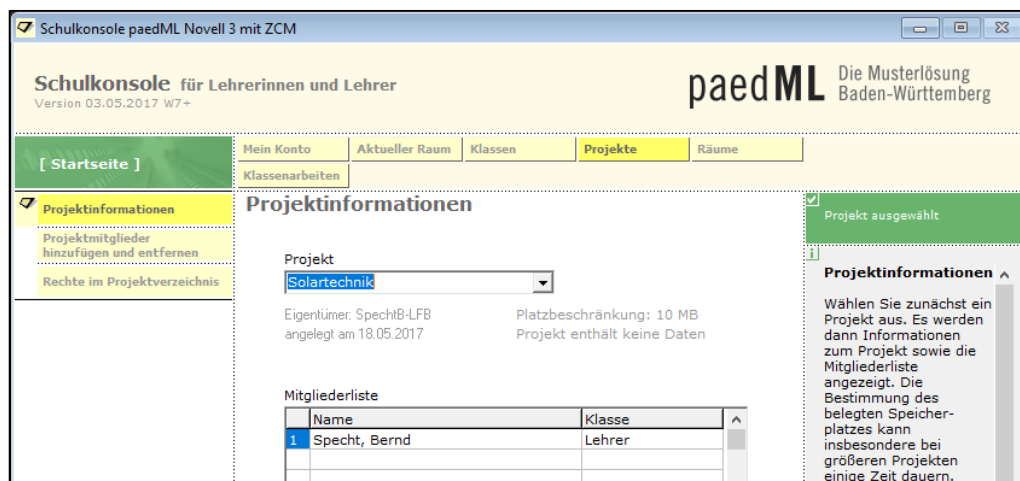 Schulkonsole paedML Novell 3 mit ZCM
Schulkonsole für Lehrerinnen und Lehrer
Version 03.05.2017 W7+
paedML Die Musterlösung
Baden-Württemberg
[ Startseite ]
Mein Konto
Aktueller Raum
Klassen
Projekte
Räume
Klassenarbeiten
Projektinformationen
Projektmitglieder
hinzufügen und entfernen
Rechte im Projektverzeichnis
Projektinformationen
Projekt
Solartechnik
Eigentümer: SpechtB-LFB
angelegt am 18.05.2017
Platzbeschränkung: 10 MB
Projekt enthält keine Daten
Mitgliederliste
Name Klasse
1 Specht, Bernd Lehrer
Projekt ausgewählt
Projektinformationen
Wählen Sie zunächst ein
Projekt aus. Es werden
dann Informationen
zum Projekt sowie die
Mitgliederliste
angezeigt. Die
Bestimmung des
belegten Speicher-
platzes kann
insbesondere bei
größeren Projekten
einige Zeit dauern.